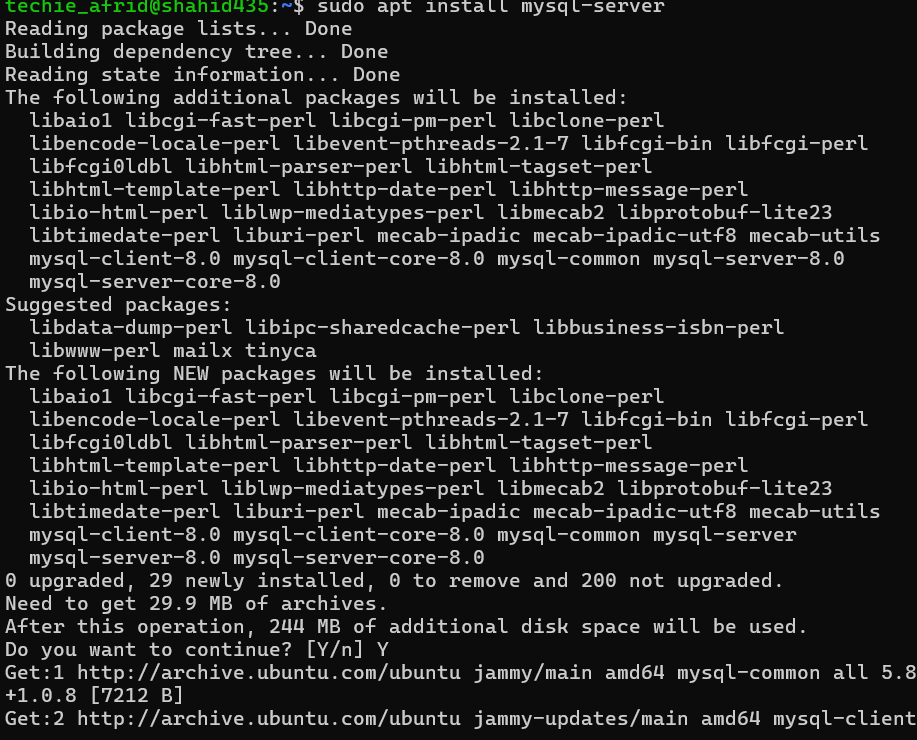 techie_afrid@shahid435:~$ sudo apt install mysql-server
Reading package lists... Done
Building dependency tree... Done
Reading state information... Done
The following additional packages will be installed:
  libaio1 libcgi-fast-perl libcgi-pm-perl libclone-perl
  libencode-locale-perl libevent-pthreads-2.1-7 libfcgi-bin libfcgi-perl
  libfcgi0ldbl libhtml-parser-perl libhtml-tagset-perl
  libhtml-template-perl libhttp-date-perl libhttp-message-perl
  libio-html-perl liblwp-mediatypes-perl libmecab2 libprotobuf-lite23
  libtimedate-perl liburi-perl mecab-ipadic mecab-ipadic-utf8 mecab-utils
  mysql-client-8.0 mysql-client-core-8.0 mysql-common mysql-server-8.0
  mysql-server-core-8.0
Suggested packages:
  libdata-dump-perl libipc-sharedcache-perl libbusiness-isbn-perl
  libwww-perl mailx tinyca
The following NEW packages will be installed:
  libaio1 libcgi-fast-perl libcgi-pm-perl libclone-perl
  libencode-locale-perl libevent-pthreads-2.1-7 libfcgi-bin libfcgi-perl
  libfcgi0ldbl libhtml-parser-perl libhtml-tagset-perl
  libhtml-template-perl libhttp-date-perl libhttp-message-perl
  libio-html-perl liblwp-mediatypes-perl libmecab2 libprotobuf-lite23
  libtimedate-perl liburi-perl mecab-ipadic mecab-ipadic-utf8 mecab-utils
  mysql-client-8.0 mysql-client-core-8.0 mysql-common mysql-server
  mysql-server-8.0 mysql-server-core-8.0
0 upgraded, 29 newly installed, 0 to remove and 200 not upgraded.
Need to get 29.9 MB of archives.
After this operation, 244 MB of additional disk space will be used.
Do you want to continue? [Y/n] Y
Get:1 http://archive.ubuntu.com/ubuntu jammy/main amd64 mysql-common all 5.8
+1.0.8 [7212 B]
Get:2 http://archive.ubuntu.com/ubuntu jammy-updates/main amd64 mysql-client